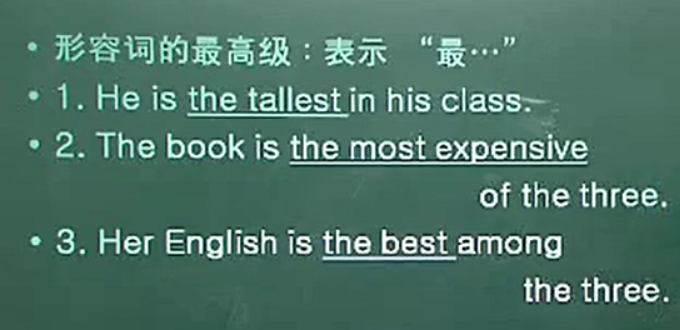 • 形容词的最高级：表示 “最…”
• 1. He is the tallest in his class.
• 2. The book is the most expensive
of the three.
• 3. Her English is the best among
the three.